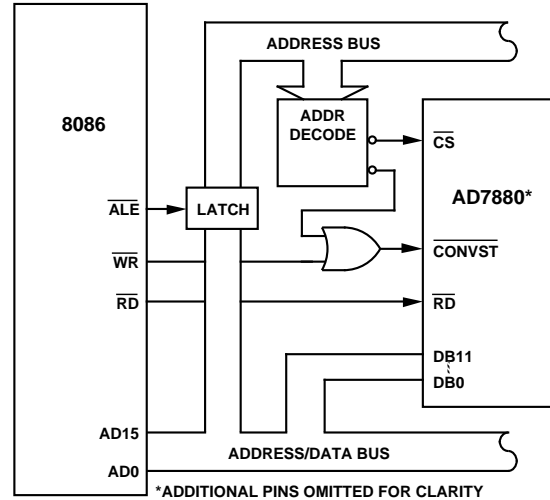 ADDRESS BUS
8086
ADDR
DECODE
CS
AD7880*
ALE
LATCH
CONVST
WR
RD
RD
DB11
DB0
AD15
ADDRESS/DATA BUS
AD0
*ADDITIONAL PINS OMITTED FOR CLARITY